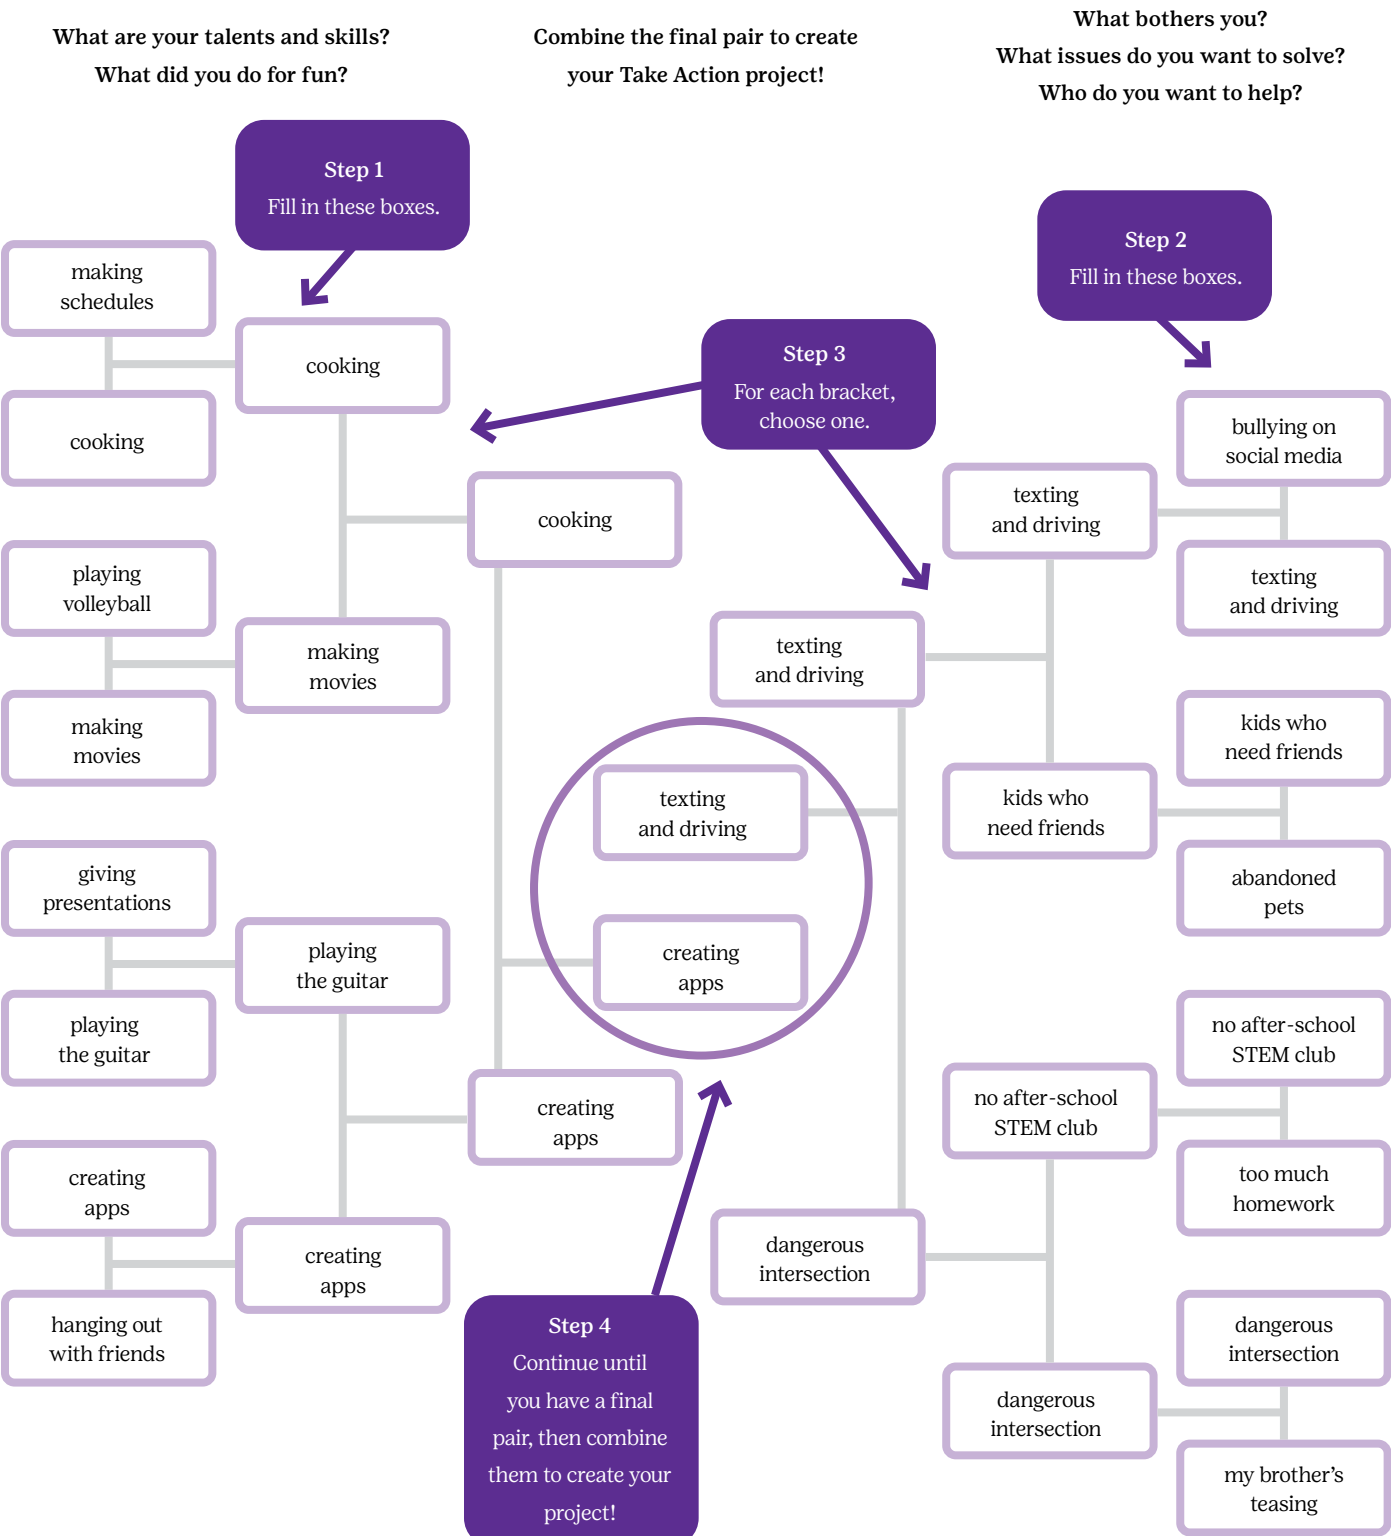 What are your talents and skills?
What did you do for fun?
Combine the final pair to create
your Take Action project!
What bothers you?
What issues do you want to solve?
Who do you want to help?
Step 1
Fill in these boxes.
Step 2
Fill in these boxes.
Step 3
For each bracket,
choose one.
making
schedules
cooking
cooking
playing
volleyball
making
movies
making
movies
cooking
giving
presentations
playing
the guitar
playing
the guitar
creating
apps
hanging out
with friends
creating
apps
creating
apps
texting
and driving
creating
apps
texting
and driving
dangerous
intersection
texting
and driving
bullying on
social media
texting
and driving
kids who
need friends
kids who
need friends
abandoned
pets
no after-school
STEM club
no after-school
STEM club
too much
homework
dangerous
intersection
dangerous
intersection
my brother’s
teasing
Step 4
Continue until
you have a final
pair, then combine
them to create your
project!